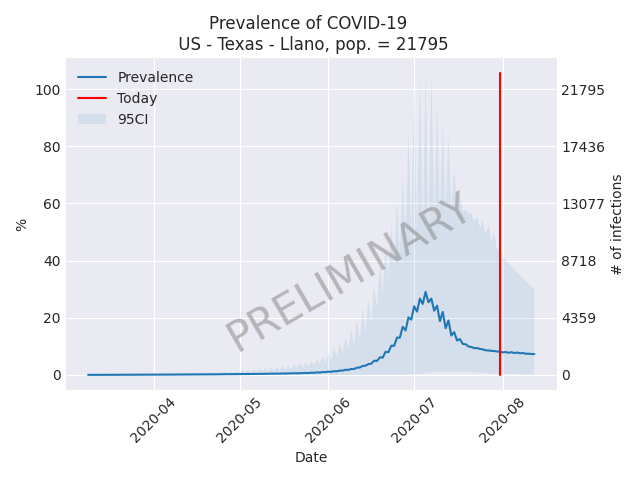 Prevalence of COVID-19
US - Texas - Llano, pop. = 21795
Prevalence
Today
95CI
PRELIMINARY
%
100
80
60
40
20
0
21795
17436
13077
8718
4359
0
# of infections
2020-04
2020-05
2020-06
2020-07
2020-08
Date